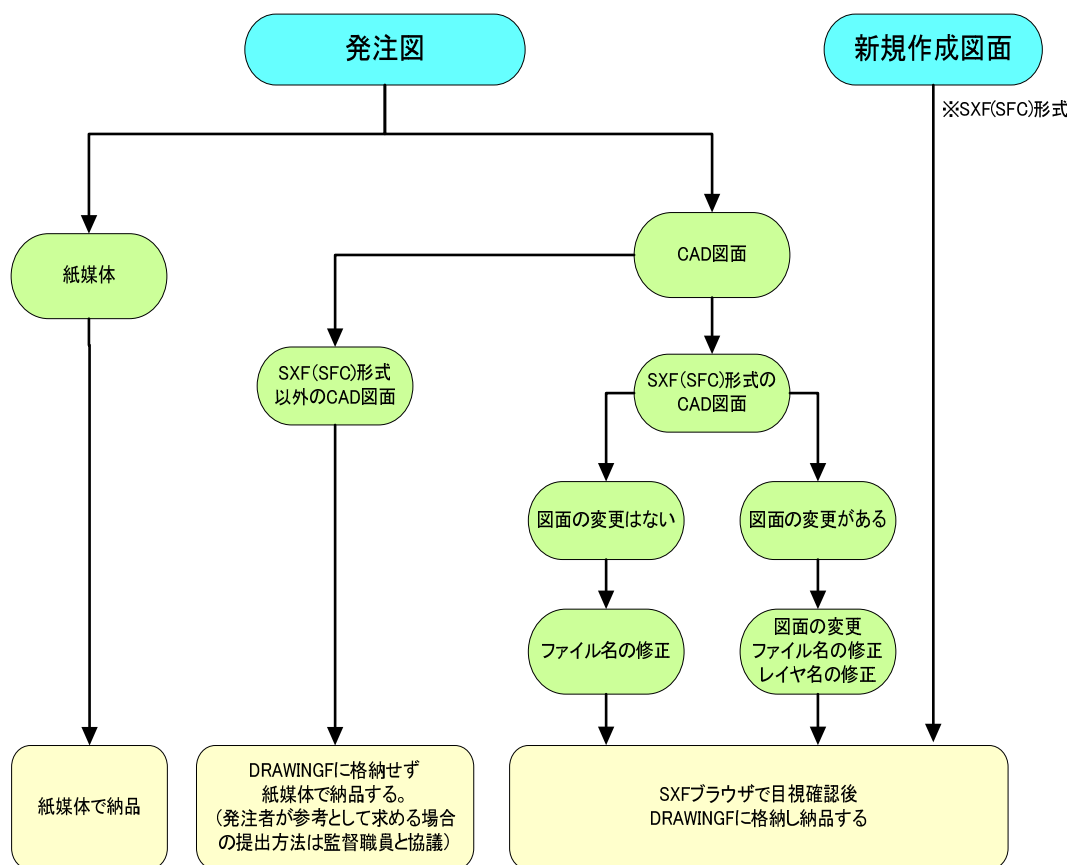 発注図
新規作成図面
※SXF(SFC)形式
紙媒体
CAD図面
SXF(SFC)形式
以外のCAD図面
SXF(SFC)形式の
CAD図面
図面の変更はない
図面の変更がある
ファイル名の修正
図面の変更
ファイル名の修正
レイヤ名の修正
紙媒体で納品
DRAWINGFに格納せず
紙媒体で納品する。
(発注者が参考として求める場合
の提出方法は監督職員と協議)
SXFブラウザで目視確認後
DRAWINGFに格納し納品する